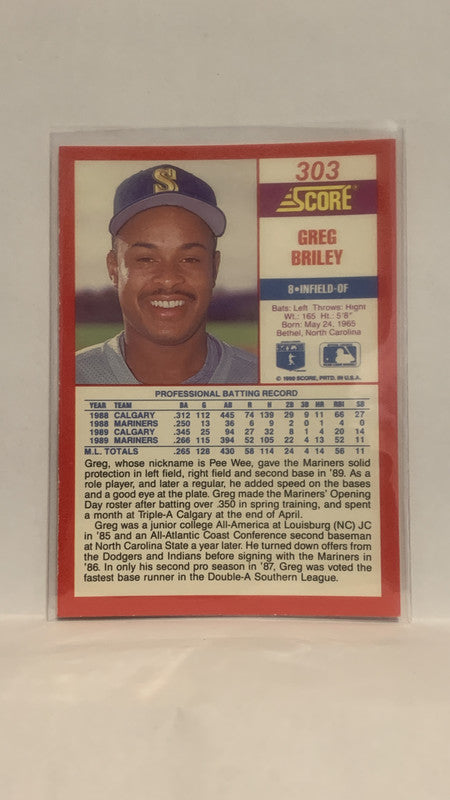 S
303
SCORE
GREG
BRILEY
8•INFIELD-OF
Bats: Left Throws: Right
Wt.: 165 Ht.: 5'8"
Born: May 24, 1965
Bethel, North Carolina
© 1990 SCORE, PRTD. IN U.S.A.
PROFESSIONAL BATTING RECORD
YEAR TEAM BA G AB R H 2B 3B HR RBI SB
1988 CALGARY .312 112 445 74 139 29 9 11 66 27
1988 MARINERS .250 13 36 6 9 2 0 1 4 0
1989 CALGARY .345 25 94 27 32 8 1 4 20 14
1989 MARINERS .266 115 394 52 105 22 4 13 52 11
M.L. TOTALS .265 128 430 58 114 24 4 14 56 11
Greg, whose nickname is Pee Wee, gave the Mariners solid
protection in left field, right field and second base in '89. As a
role player, and later a regular, he added speed on the bases
and a good eye at the plate. Greg made the Mariners' Opening
Day roster after batting over .350 in spring training, and spent
a month at Triple-A Calgary at the end of April.
Greg was a junior college All-America at Louisburg (NC) JC
in '85 and an All-Atlantic Coast Conference second baseman
at North Carolina State a year later. He turned down offers from
the Dodgers and Indians before signing with the Mariners in
'86. In only his second pro season in '87, Greg was voted the
fastest base runner in the Double-A Southern League.